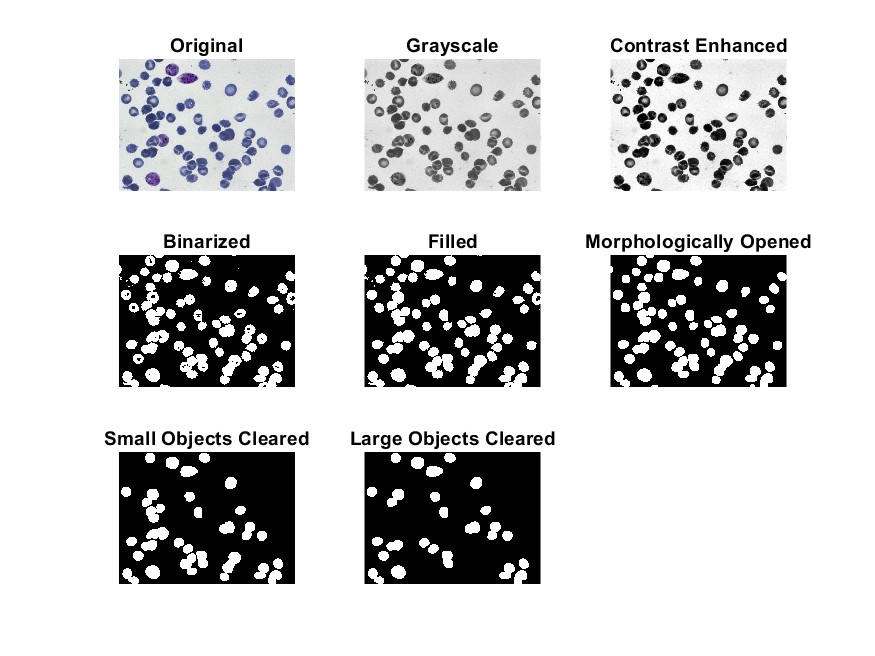 Original
Grayscale
Contrast Enhanced
Binarized
Filled
Morphologically Opened
Small Objects Cleared
Large Objects Cleared